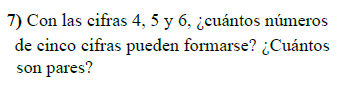 7) Con las cifras 4, 5 y 6, ¿cuántos números
de cinco cifras pueden formarse? ¿Cuántos
son pares?